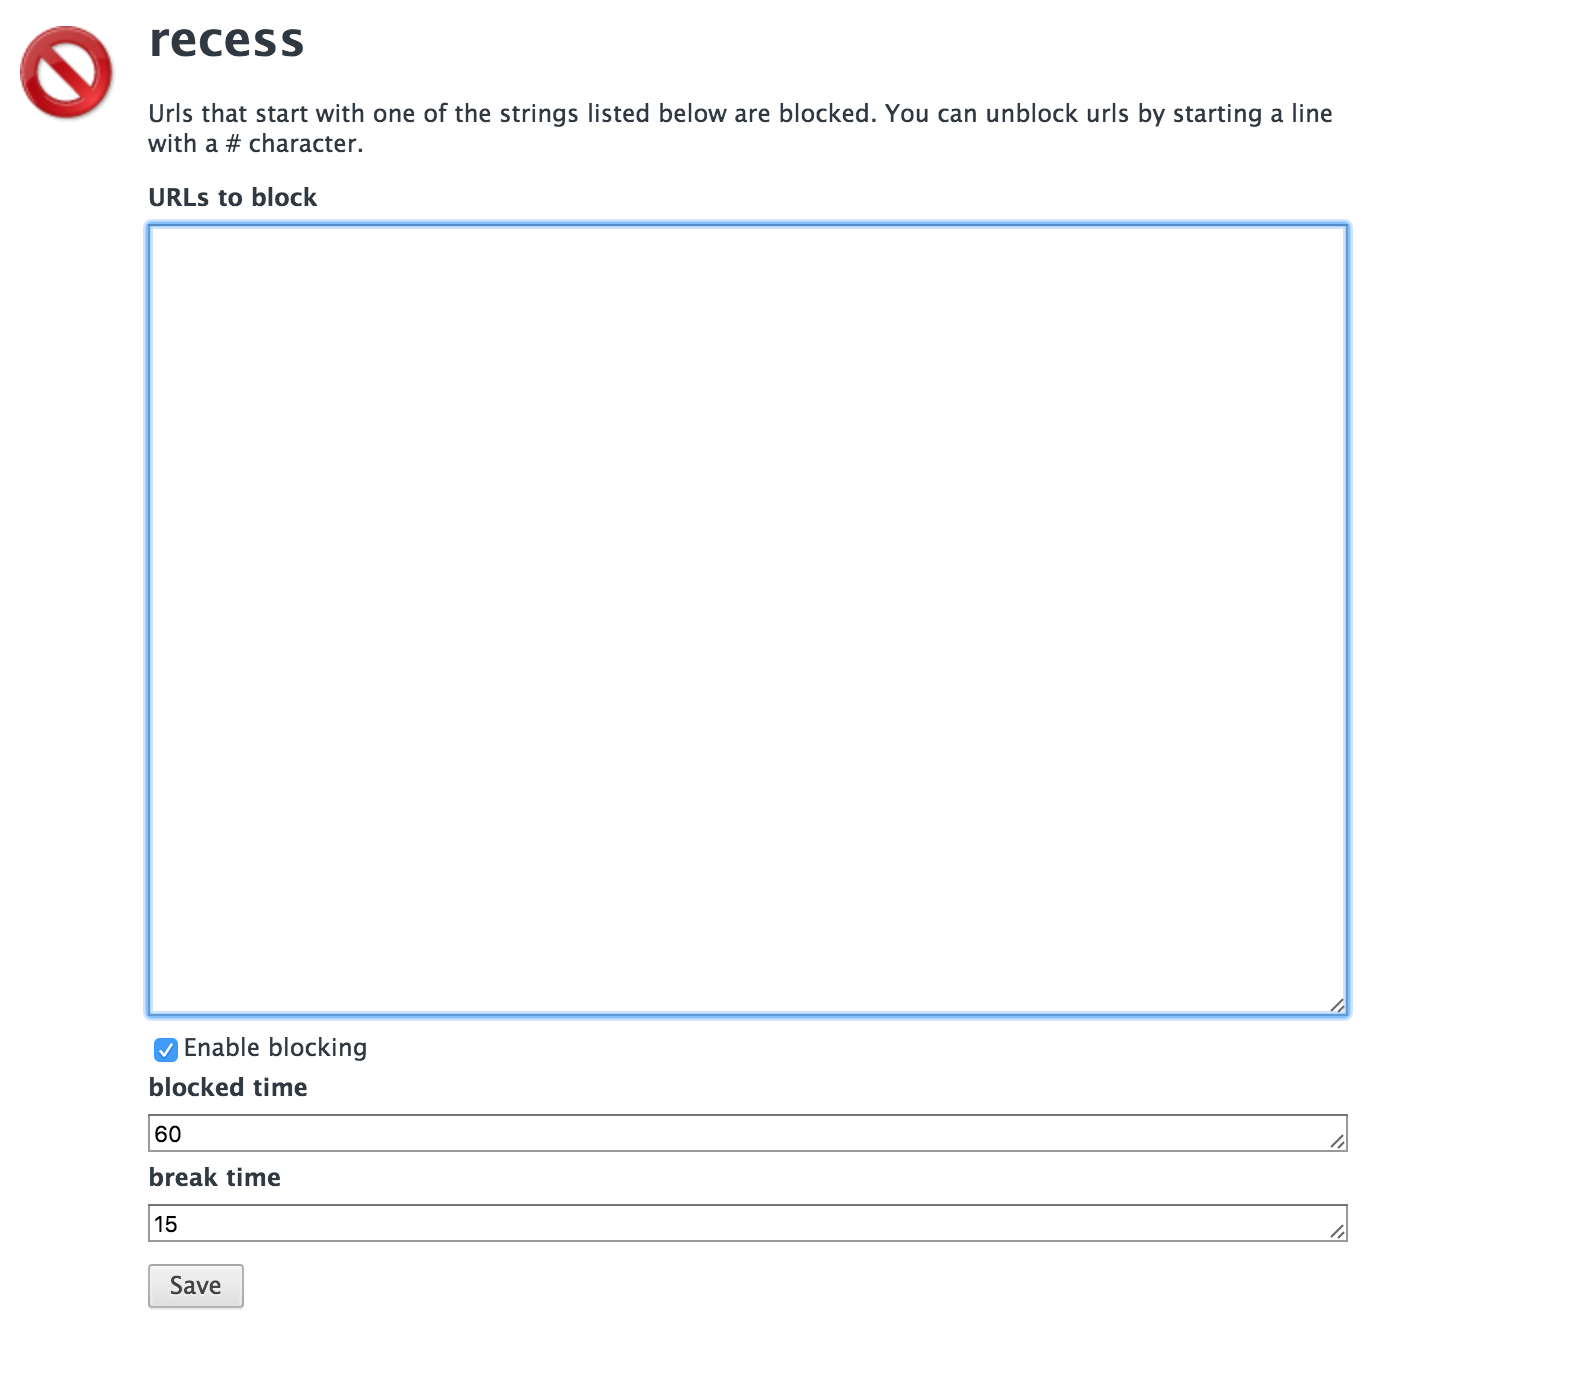 recess
Urls that start with one of the strings listed below are blocked. You can unblock urls by starting a line
with a # character.
URLs to block
Enable blocking
blocked time
60
break time
15
Save